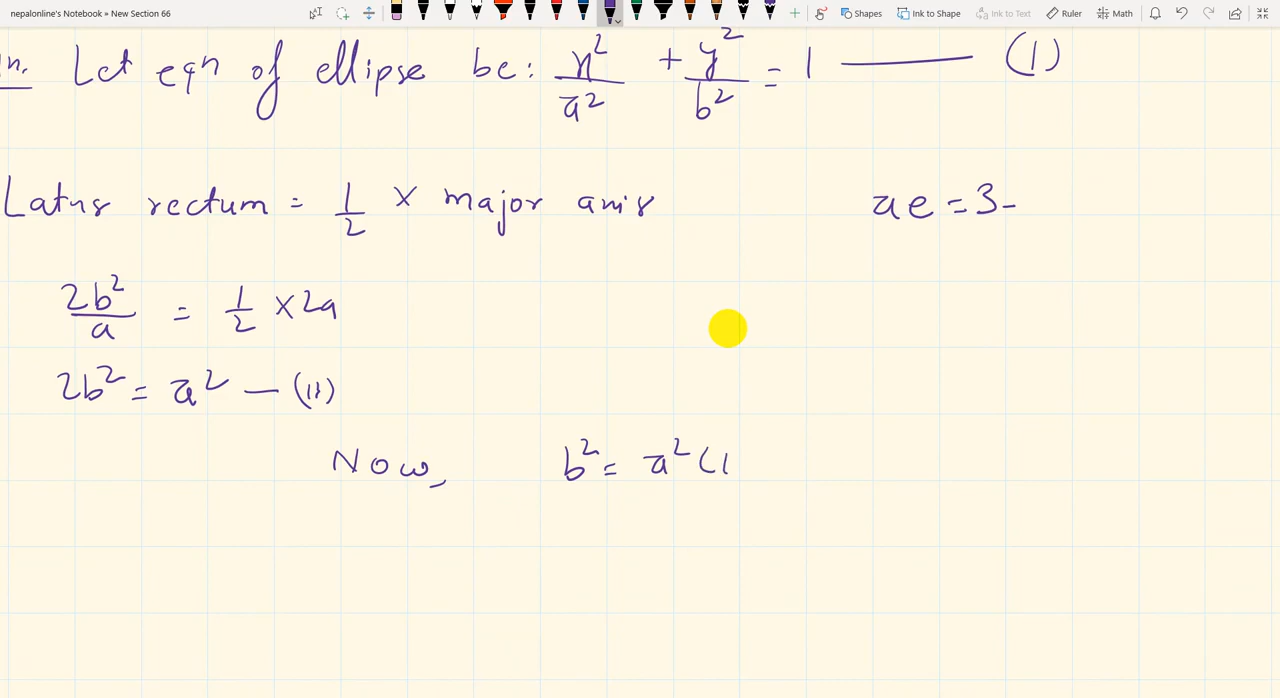 nepalonline's Notebook » New Section 66
Shapes Ink to Shape Ink to Text Ruler Math
n. Let eqn of ellipse be: x²/a² + y²/b² = 1 —— (1)
Latus rectum = 1/2 × major axis ae = 3-
2b²/a = 1/2 × 2a
2b² = a² — (11)
Now, b² = a² (1